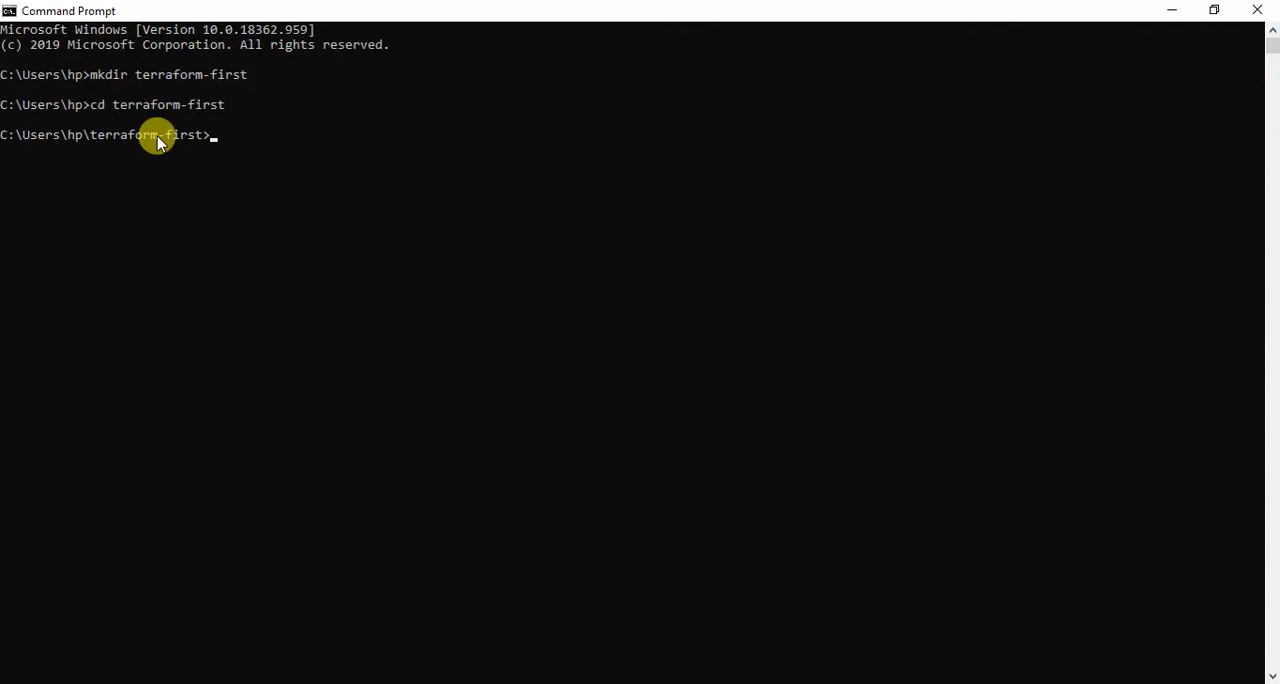 Command Prompt
Microsoft Windows [Version 10.0.18362.959]
(c) 2019 Microsoft Corporation. All rights reserved.
C:\Users\hp>mkdir terraform-first
C:\Users\hp>cd terraform-first
C:\Users\hp\terraform-first>